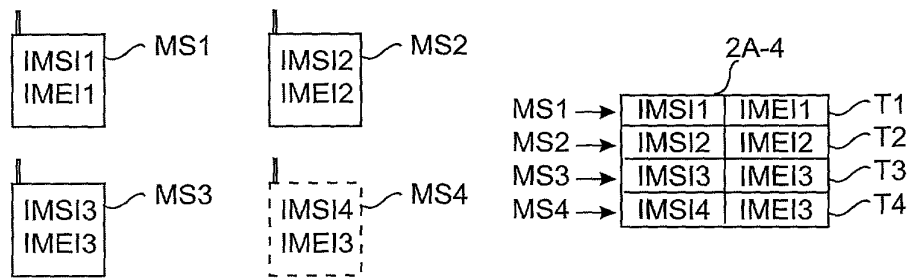 IMSI1
IMEI1
MS1
IMSI2
IMEI2
MS2
IMSI3
IMEI3
MS3
IMSI4
IMEI3
MS4
2A-4
MS1 → IMSI1 IMEI1 T1
MS2 → IMSI2 IMEI2 T2
MS3 → IMSI3 IMEI3 T3
MS4 → IMSI4 IMEI3 T4